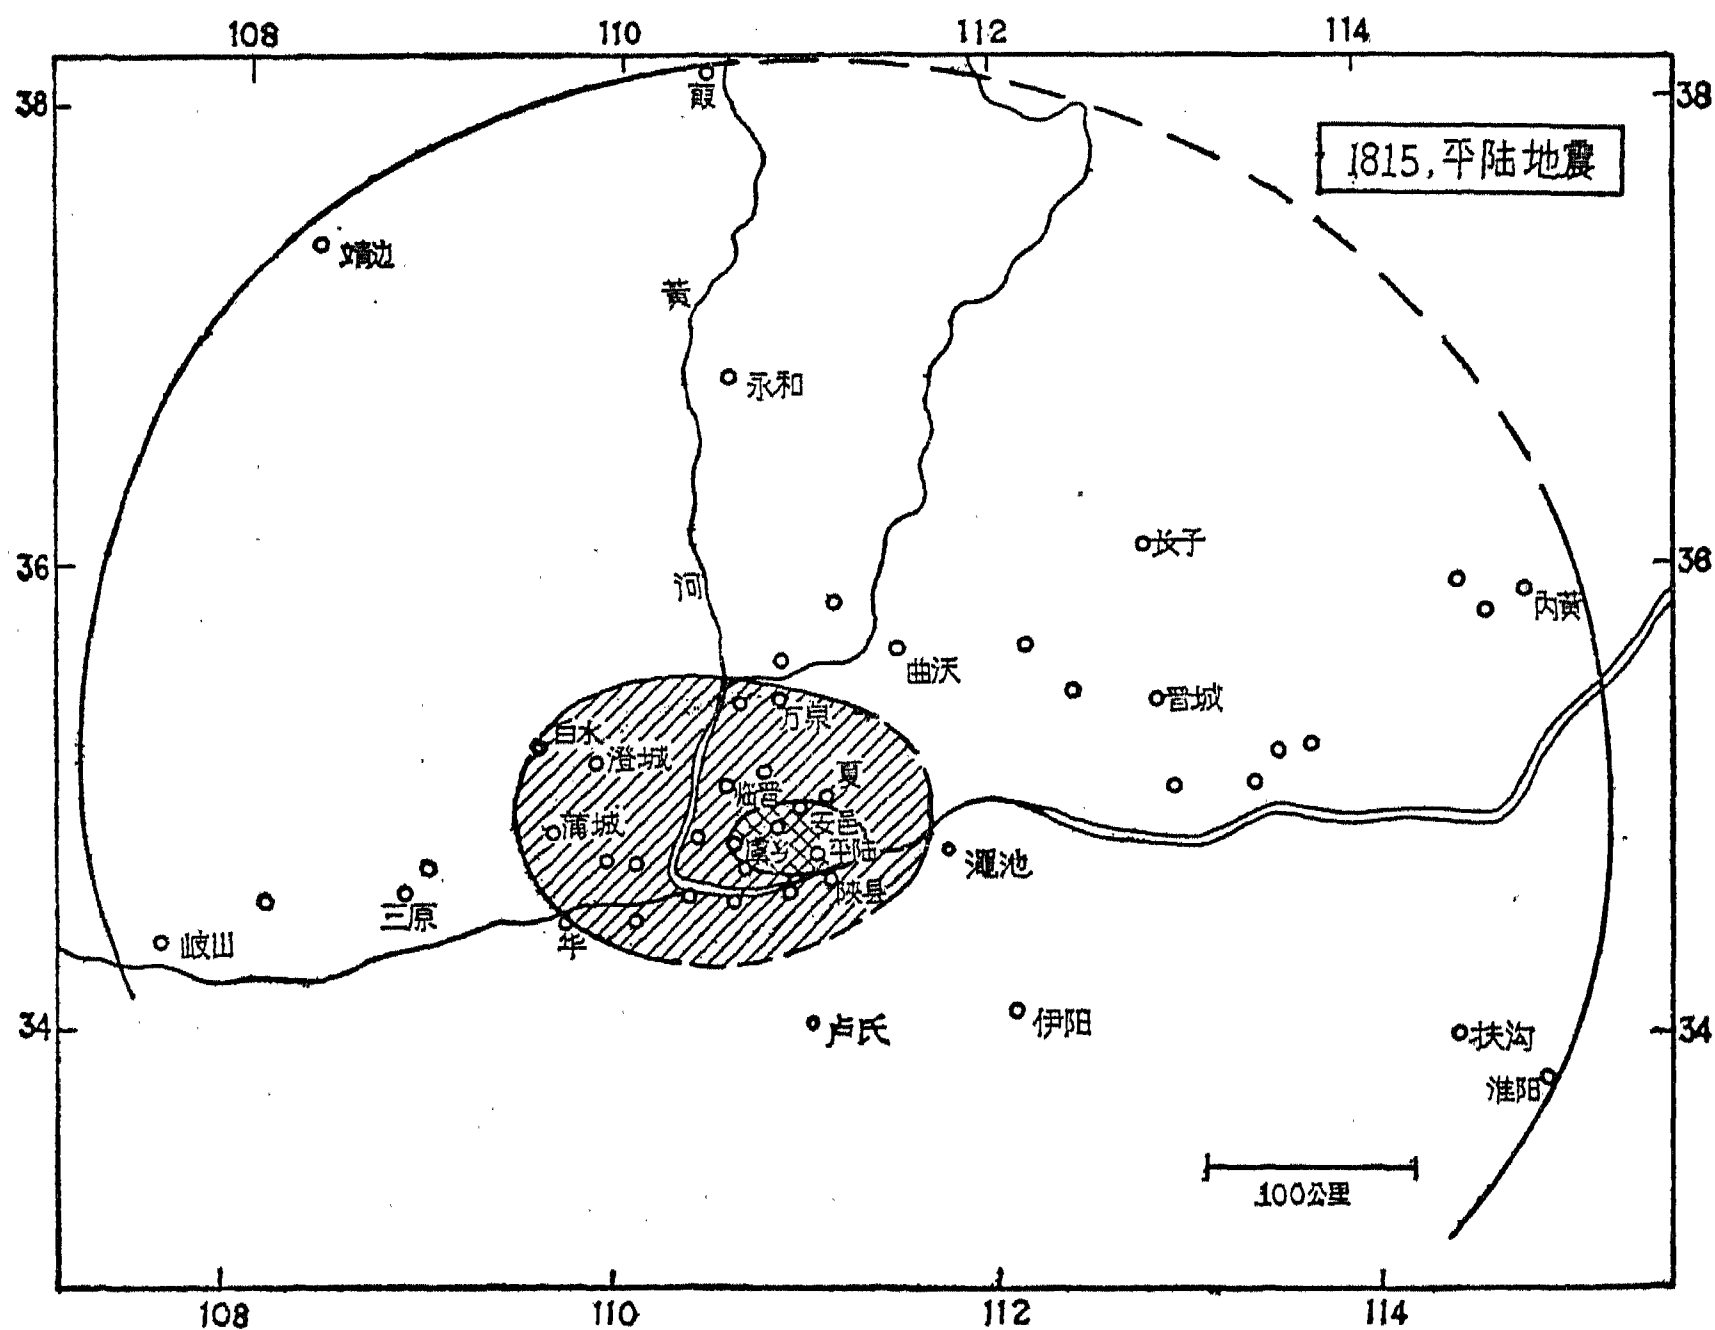 108 110 112 114
38 38
葭
1815,平陆地震
靖边
黄
永和
长子
36 36
河
内黄
曲沃
晋城
万泉
白水
澄城
夏
临晋
蒲城
安邑
虞乡
平陆
渑池
陕县
三原
岐山
华
34 34
卢氏
伊阳
扶沟
淮阳
100公里
108 110 112 114